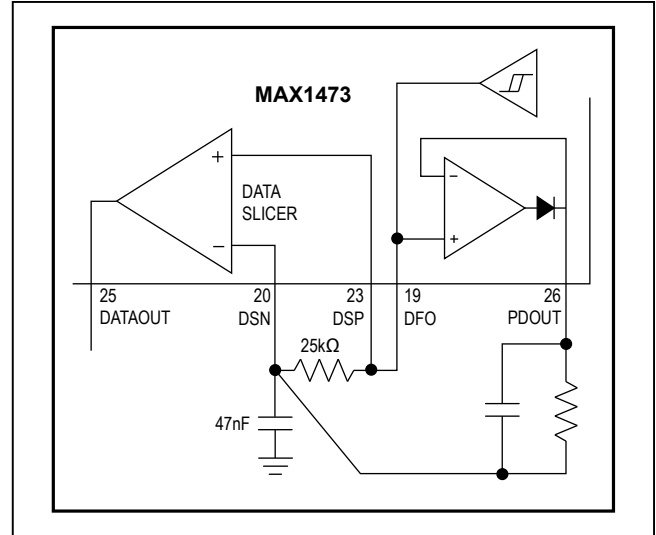 MAX1473
+
−
DATA
SLICER
−
+
25
DATAOUT
20
DSN
23
DSP
19
DFO
26
PDOUT
25kΩ
47nF